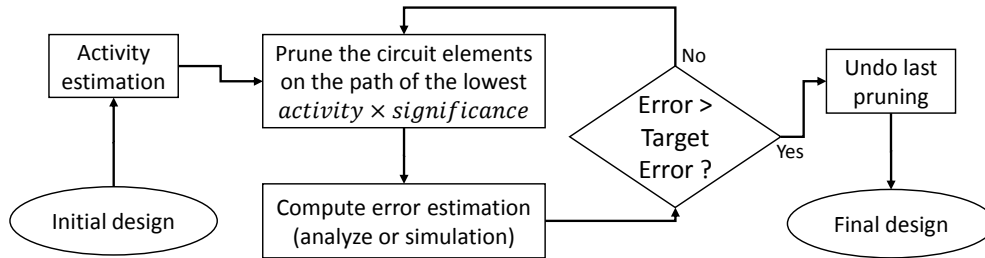 Initial design
Activity
estimation
Prune the circuit elements
on the path of the lowest
activity × significance
Compute error estimation
(analyze or simulation)
Error >
Target
Error ?
No
Yes
Undo last
pruning
Final design